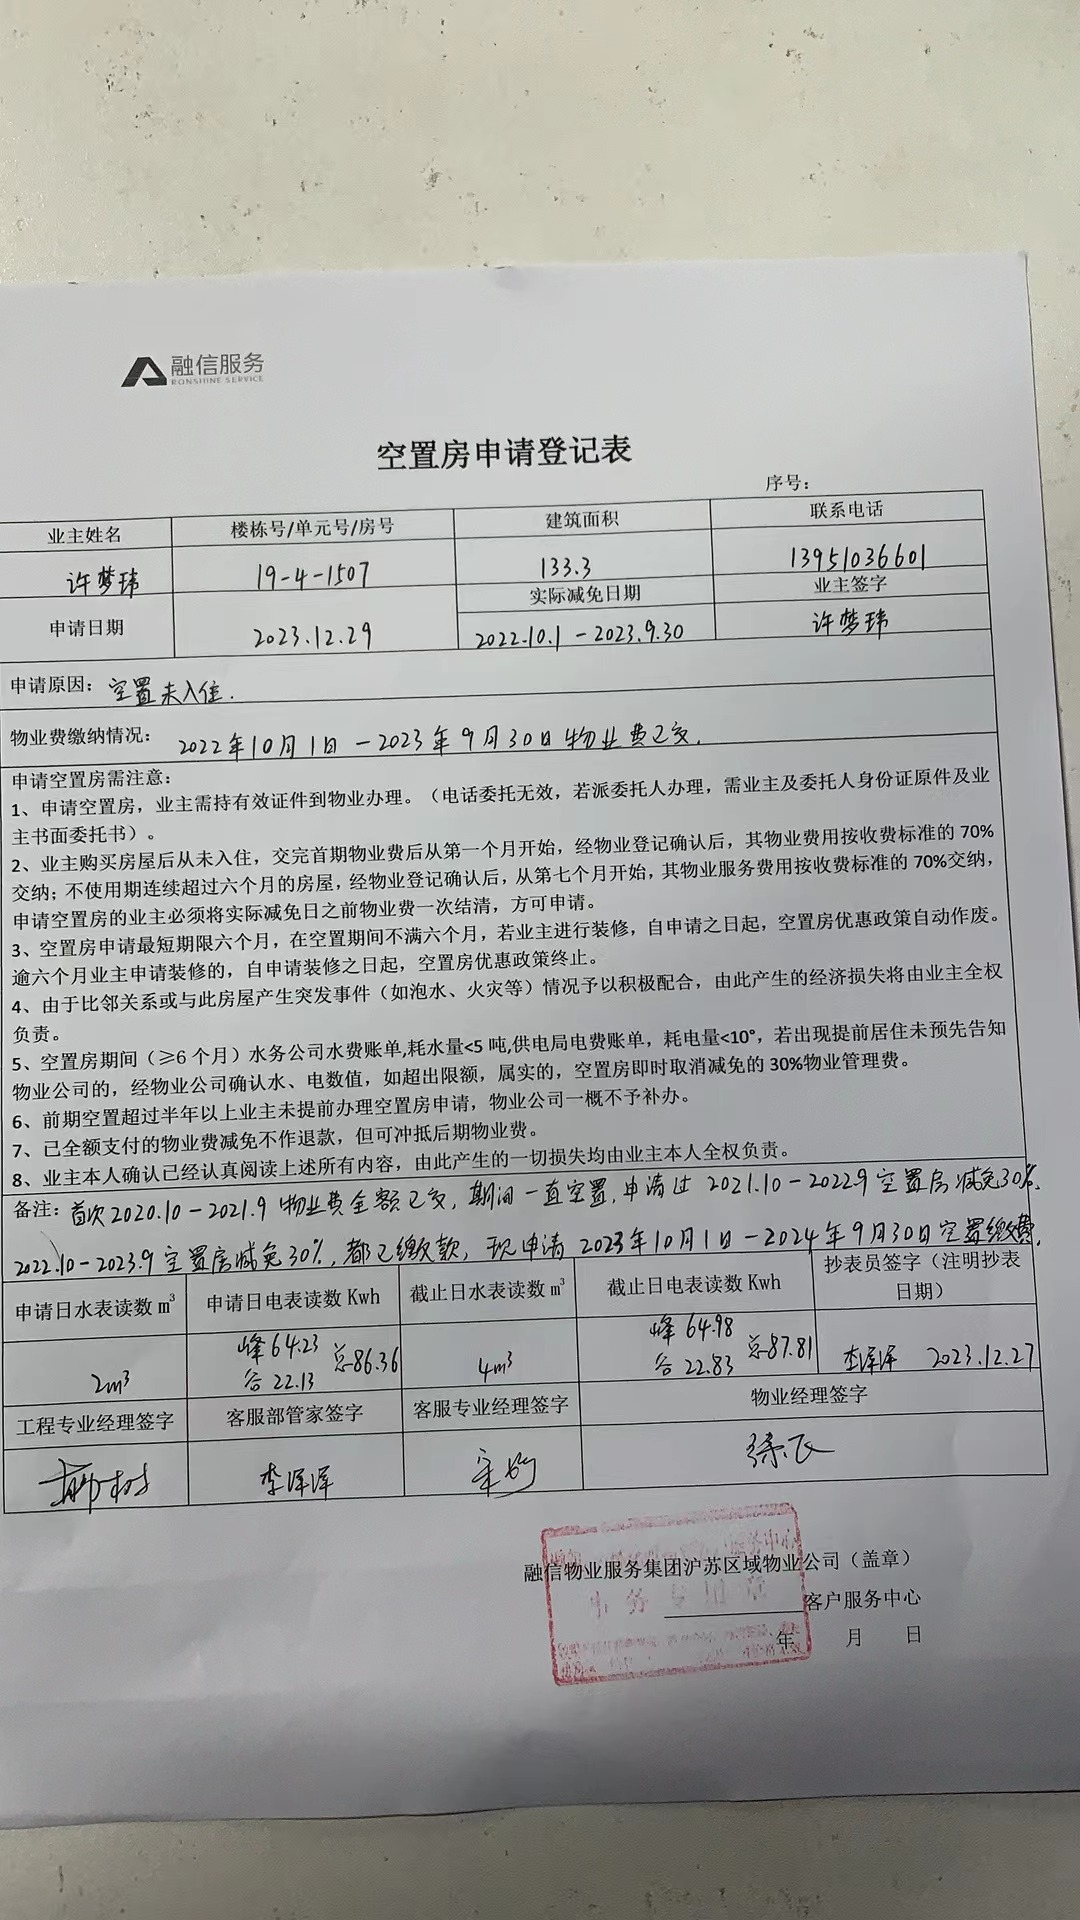 融信服务
RONSHINE SERVICE
空置房申请登记表
序号：
业主姓名 楼栋号/单元号/房号 建筑面积 联系电话
许梦玮 19-4-1507 133.3 13951036601
实际减免日期 业主签字
申请日期 2023.12.29 2022.10.1-2023.9.30 许梦玮
申请原因：空置未入住.
物业费缴纳情况： 2022年10月1日-2023年9月30日物业费已交.
申请空置房需注意：
1、申请空置房，业主需持有效证件到物业办理。（电话委托无效，若派委托人办理，需业主及委托人身份证原件及业
主书面委托书）。
2、业主购买房屋后从未入住，交完首期物业费后从第一个月开始，经物业登记确认后，其物业费用按收费标准的 70%
交纳；不使用期连续超过六个月的房屋，经物业登记确认后，从第七个月开始，其物业服务费用按收费标准的 70%交纳，
申请空置房的业主必须将实际减免日之前物业费一次结清，方可申请。
3、空置房申请最短期限六个月，在空置期间不满六个月，若业主进行装修，自申请之日起，空置房优惠政策自动作废。
逾六个月业主申请装修的，自申请装修之日起，空置房优惠政策终止。
4、由于比邻关系或与此房屋产生突发事件（如泡水、火灾等）情况予以积极配合，由此产生的经济损失将由业主全权
负责。
5、空置房期间（≥6 个月）水务公司水费账单,耗水量<5 吨,供电局电费账单，耗电量<10°，若出现提前居住未预先告知
物业公司的，经物业公司确认水、电数值，如超出限额，属实的，空置房即时取消减免的 30%物业管理费。
6、前期空置超过半年以上业主未提前办理空置房申请，物业公司一概不予补办。
7、已全额支付的物业费减免不作退款，但可冲抵后期物业费。
8、业主本人确认已经认真阅读上述所有内容，由此产生的一切损失均由业主本人全权负责。
备注：首次2020.10-2021.9物业费全额已交，期间一直空置，申请过2021.10-2022.9空置房减免30%.
2022.10-2023.9空置房减免30%，都已缴款，现申请2023年10月1日-2024年9月30日空置缴费.
申请日水表读数 m³ 申请日电表读数 Kwh 截止日水表读数 m³ 截止日电表读数 Kwh 抄表员签字（注明抄表
日期）
2m³ 峰64.23 谷22.13 总86.36 4m³ 峰64.98 谷22.83 总87.81 李泽泽 2023.12.27
工程专业经理签字 客服部管家签字 客服专业经理签字 物业经理签字
李泽泽
融信物业服务集团沪苏区域物业公司（盖章）
客户服务中心
年 月 日